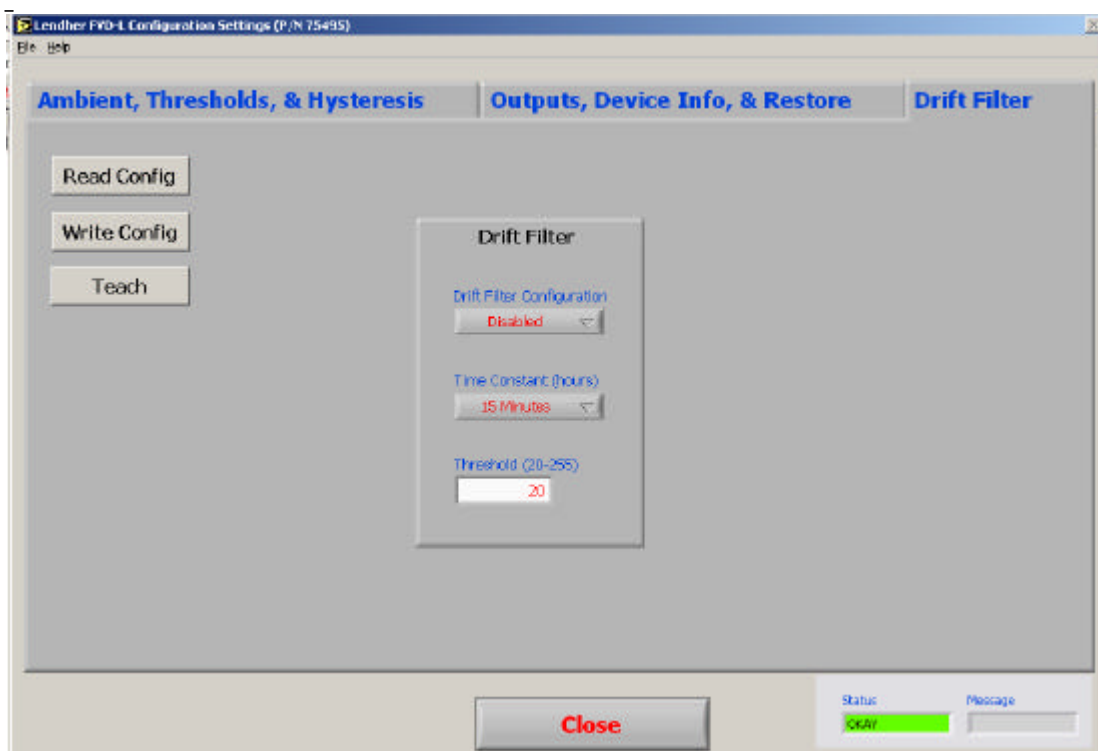 Lendher FVD-L Configuration Settings (P/N 75495)
File Help
Ambient, Thresholds, & Hysteresis Outputs, Device Info, & Restore Drift Filter
Read Config
Write Config
Teach
Drift Filter
Drift Filter Configuration
Disabled
Time Constant (hours)
15 Minutes
Threshold (20-255)
20
Close
Status Message
OKAY